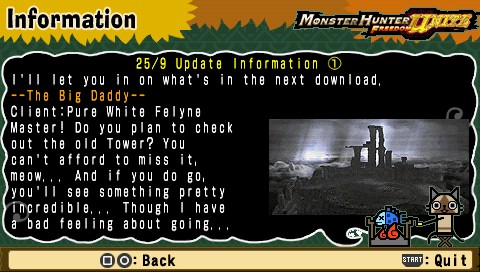 Information
MONSTER HUNTER
FREEDOM UNITE
25/9 Update Information ①
I'll let you in on what's in the next download.
--The Big Daddy--
Client:Pure White Felyne
Master! Do you plan to check
out the old Tower? You
can't afford to miss it,
meow... And if you do go,
you'll see something pretty
incredible... Though I have
a bad feeling about going...
□○: Back
START: Quit